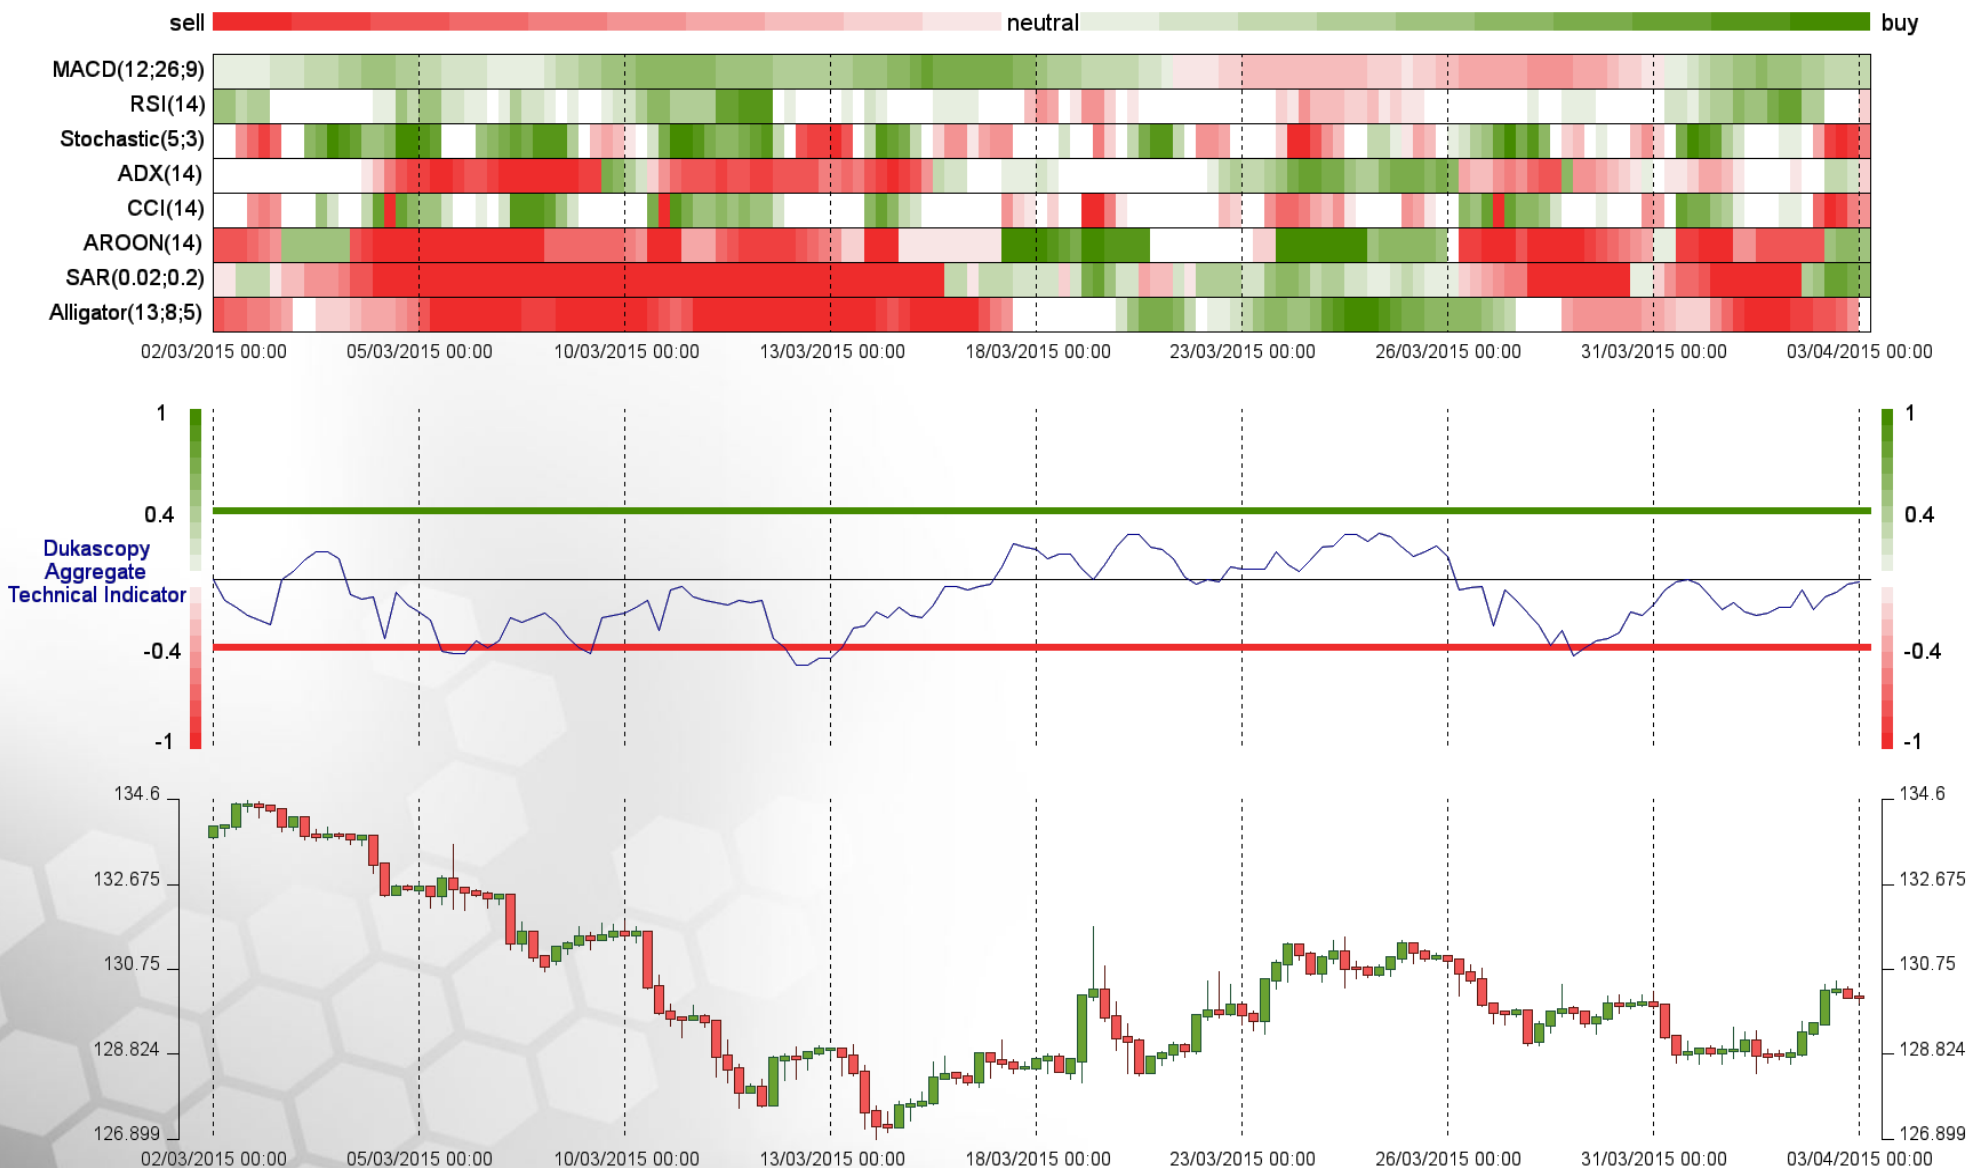 sell neutral buy
MACD(12;26;9)
RSI(14)
Stochastic(5;3)
ADX(14)
CCI(14)
AROON(14)
SAR(0.02;0.2)
Alligator(13;8;5)
02/03/2015 00:00 05/03/2015 00:00 10/03/2015 00:00 13/03/2015 00:00 18/03/2015 00:00 23/03/2015 00:00 26/03/2015 00:00 31/03/2015 00:00 03/04/2015 00:00
1 1
0.4 0.4
Dukascopy
Aggregate
Technical Indicator
-0.4 -0.4
-1 -1
134.6 134.6
132.675 132.675
130.75 130.75
128.824 128.824
126.899 126.899
02/03/2015 00:00 05/03/2015 00:00 10/03/2015 00:00 13/03/2015 00:00 18/03/2015 00:00 23/03/2015 00:00 26/03/2015 00:00 31/03/2015 00:00 03/04/2015 00:00